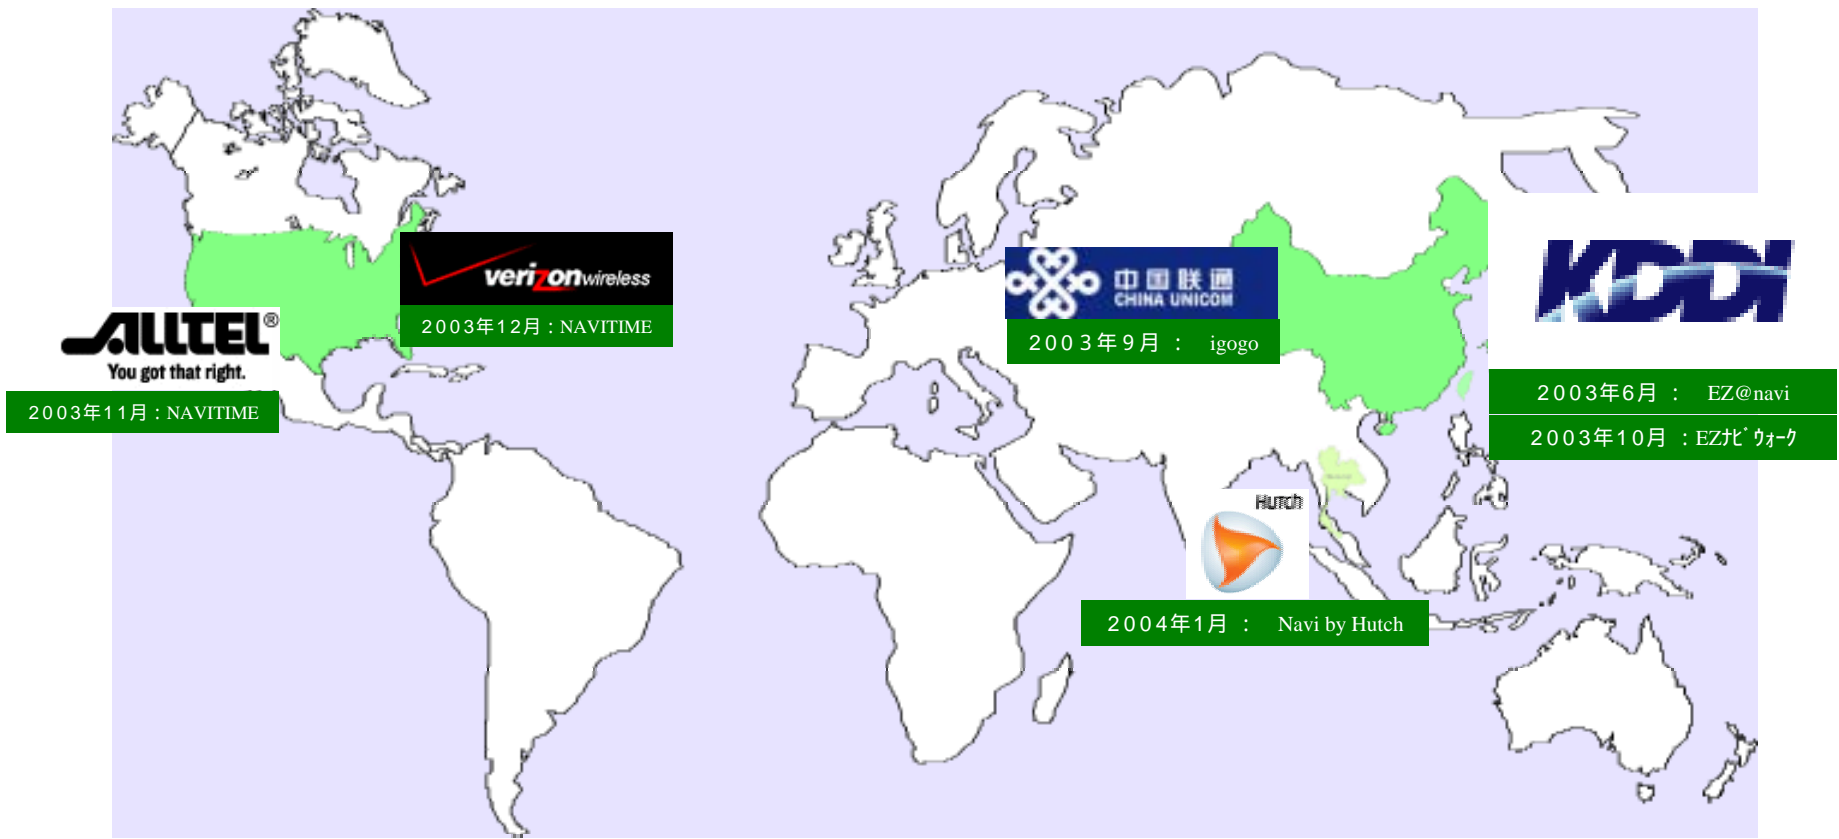 verizonwireless
2003年12月:NAVITIME
ALLTEL®
You got that right.
2003年11月:NAVITIME
中国联通
CHINA UNICOM
2003年9月 : igogo
KDDI
2003年6月 : EZ@navi
2003年10月 :EZﾅﾋﾞｳｫｰｸ
HUTCH
2004年1月 : Navi by Hutch